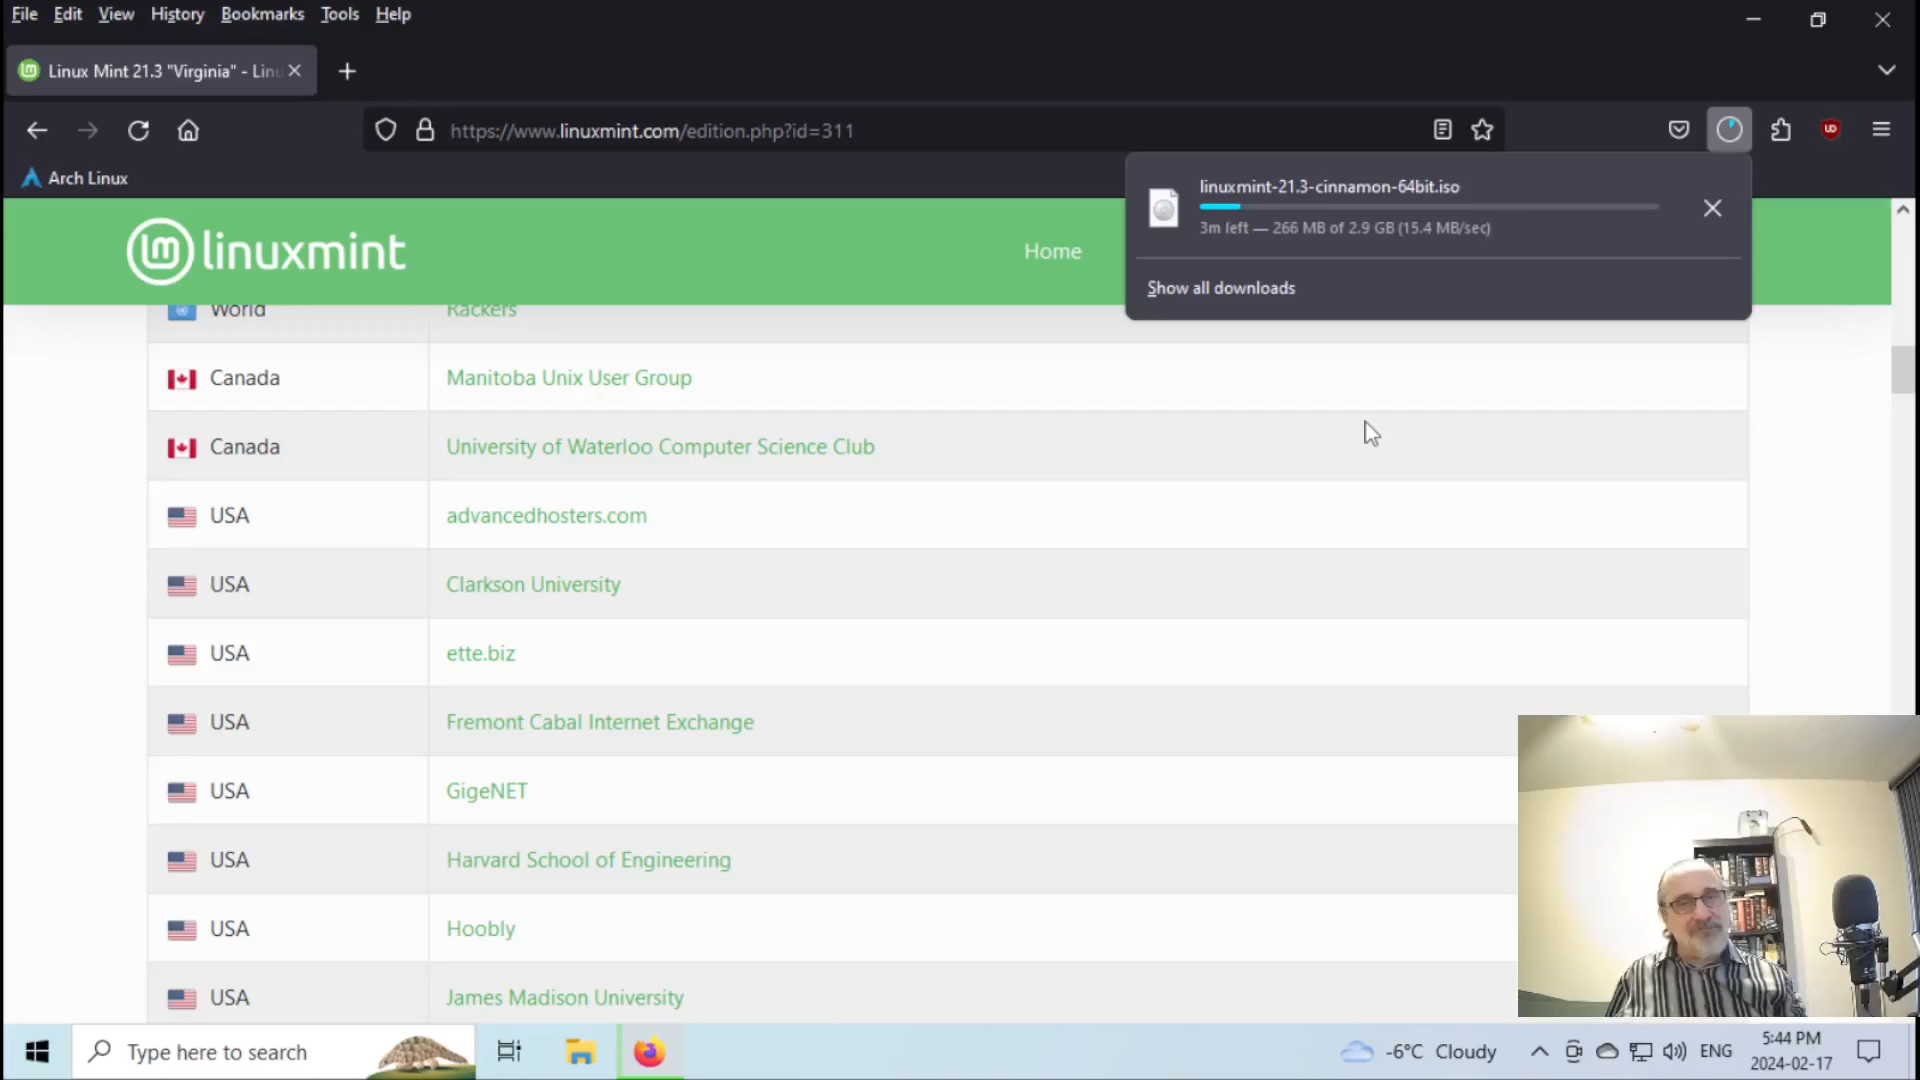 File Edit View History Bookmarks Tools Help
Linux Mint 21.3 "Virginia" - Linu
https://www.linuxmint.com/edition.php?id=311
Arch Linux
linuxmint-21.3-cinnamon-64bit.iso
3m left — 266 MB of 2.9 GB (15.4 MB/sec)
Show all downloads
linuxmint
Home
World Rackers
Canada Manitoba Unix User Group
Canada University of Waterloo Computer Science Club
USA advancedhosters.com
USA Clarkson University
USA ette.biz
USA Fremont Cabal Internet Exchange
USA GigeNET
USA Harvard School of Engineering
USA Hoobly
USA James Madison University
Type here to search
-6°C Cloudy
ENG
5:44 PM
2024-02-17